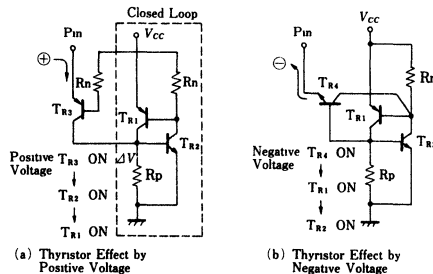 Closed Loop
Pin
Vcc
⊕
Rn
Rn
TR3
TR1
TR2
Positive Voltage
TR3 ON
ΔV
Rp
TR2 ON
TR1 ON
(a) Thyristor Effect by
Positive Voltage
Vcc
Pin
⊖
TR4
Rn
TR1
Negative
Voltage
TR4 ON
Rp
TR1 ON
TR2 ON
(b) Thyristor Effect by
Negative Voltage